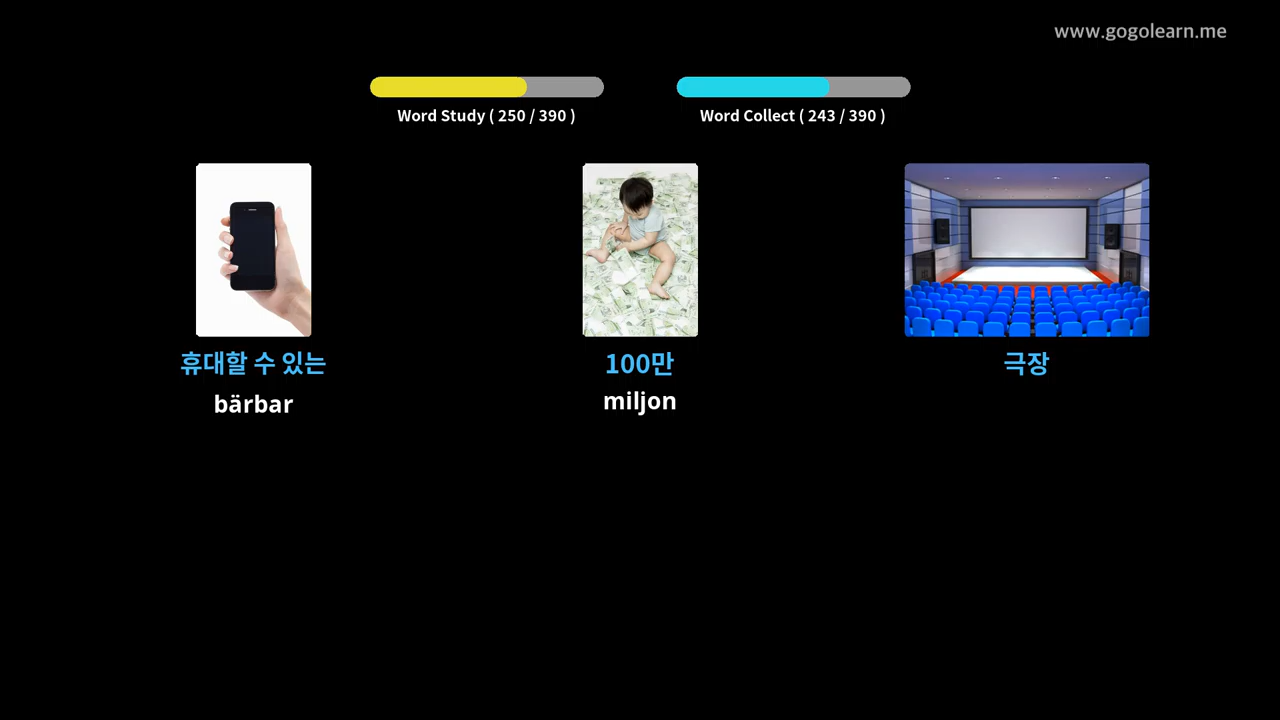 www.gogolearn.me
Word Study ( 250 / 390 )
Word Collect ( 243 / 390 )
휴대할 수 있는
bärbar
100만
miljon
극장